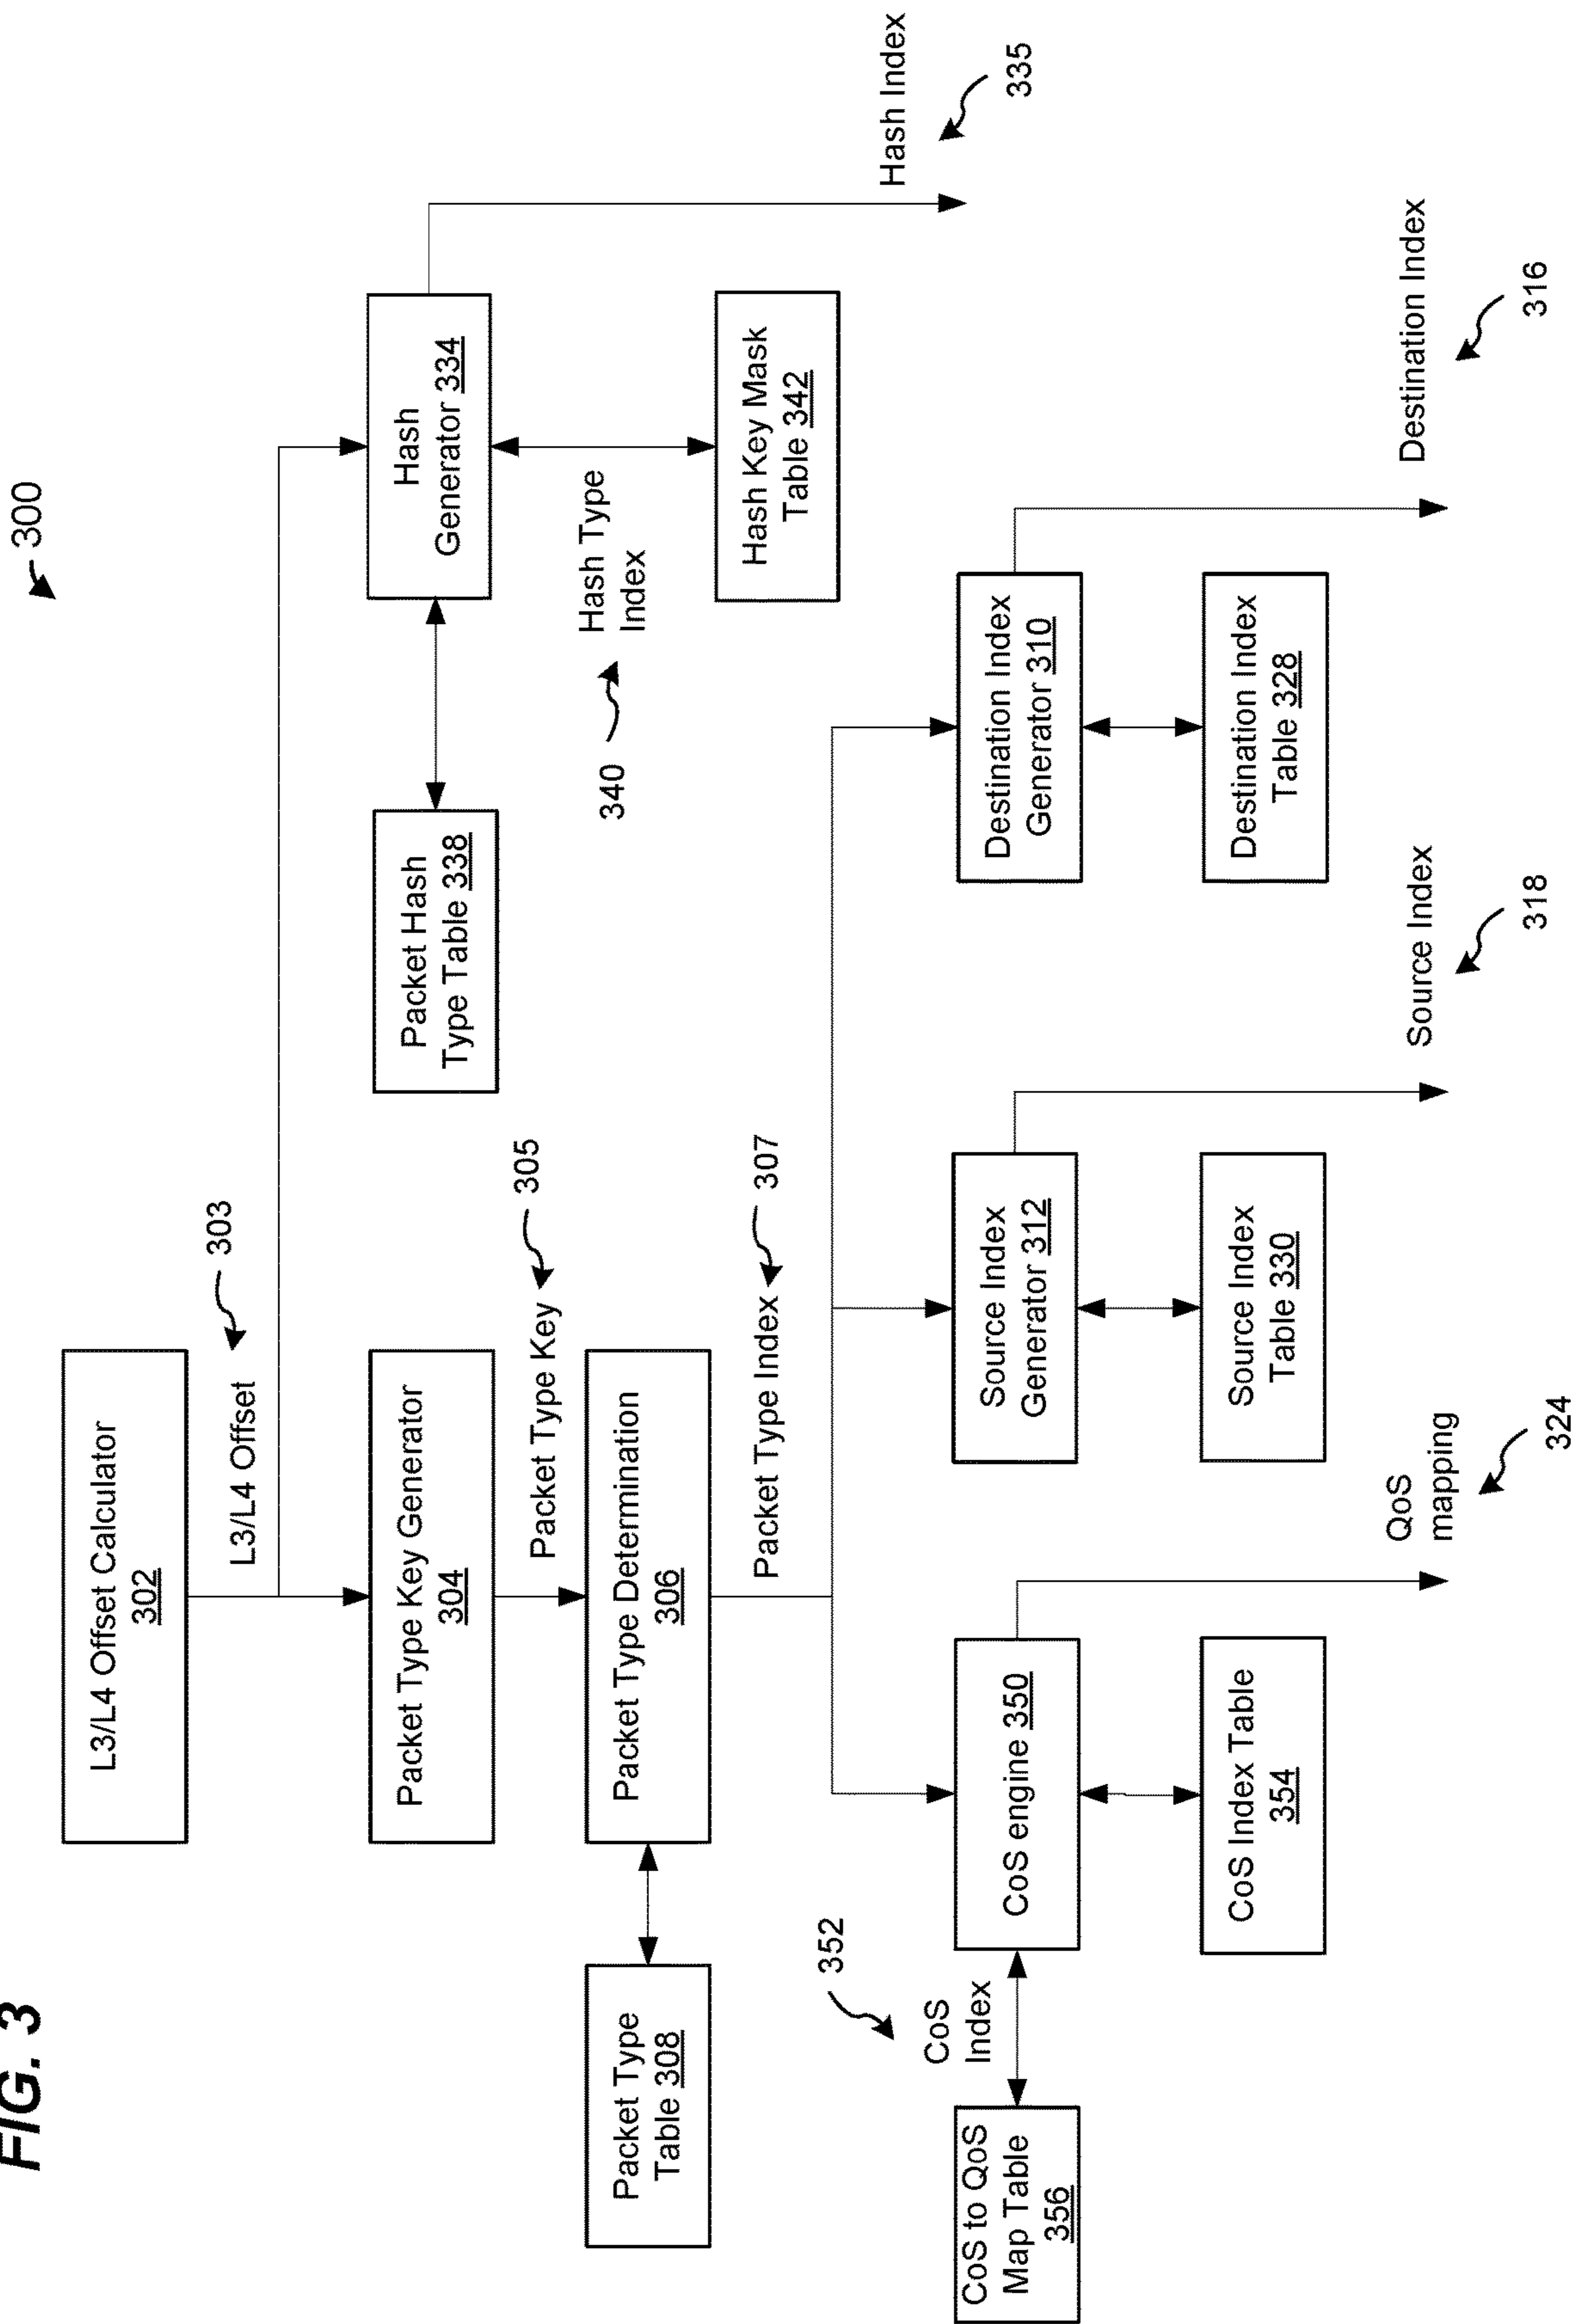 FIG. 3
300
L3/L4 Offset Calculator
302
L3/L4 Offset
303
Packet Type Key Generator
304
Packet Type Key
305
Packet Type Table 308
Packet Type Determination
306
Packet Type Index
307
Packet Hash
Type Table 338
Hash
Generator 334
340
Hash Type
Index
Hash Key Mask
Table 342
Hash Index
335
352
CoS
Index
CoS to QoS
Map Table
356
CoS engine 350
CoS Index Table
354
QoS
mapping
324
Source Index
Generator 312
Source Index
Table 330
Source Index
318
Destination Index
Generator 310
Destination Index
Table 328
Destination Index
316